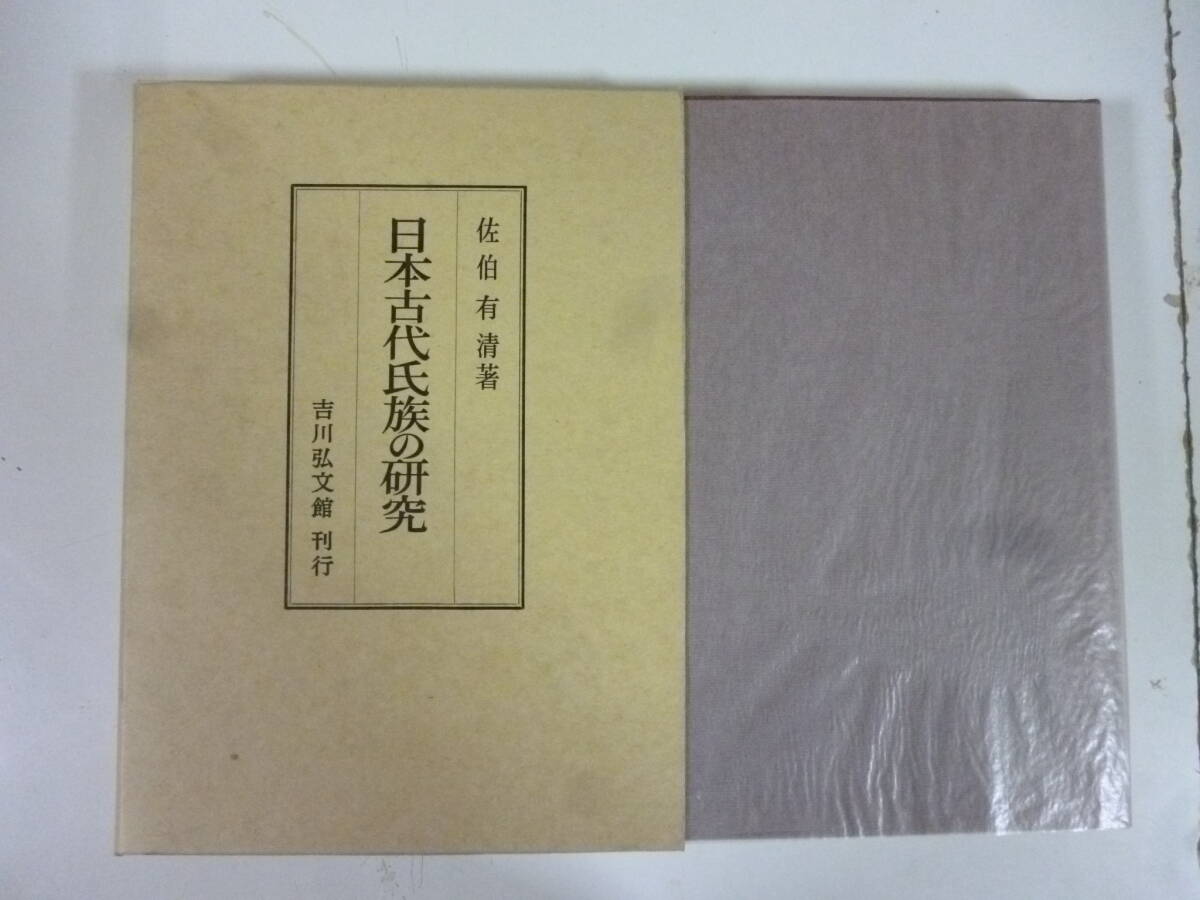 佐伯有清著
日本古代氏族の研究
吉川弘文館 刊行